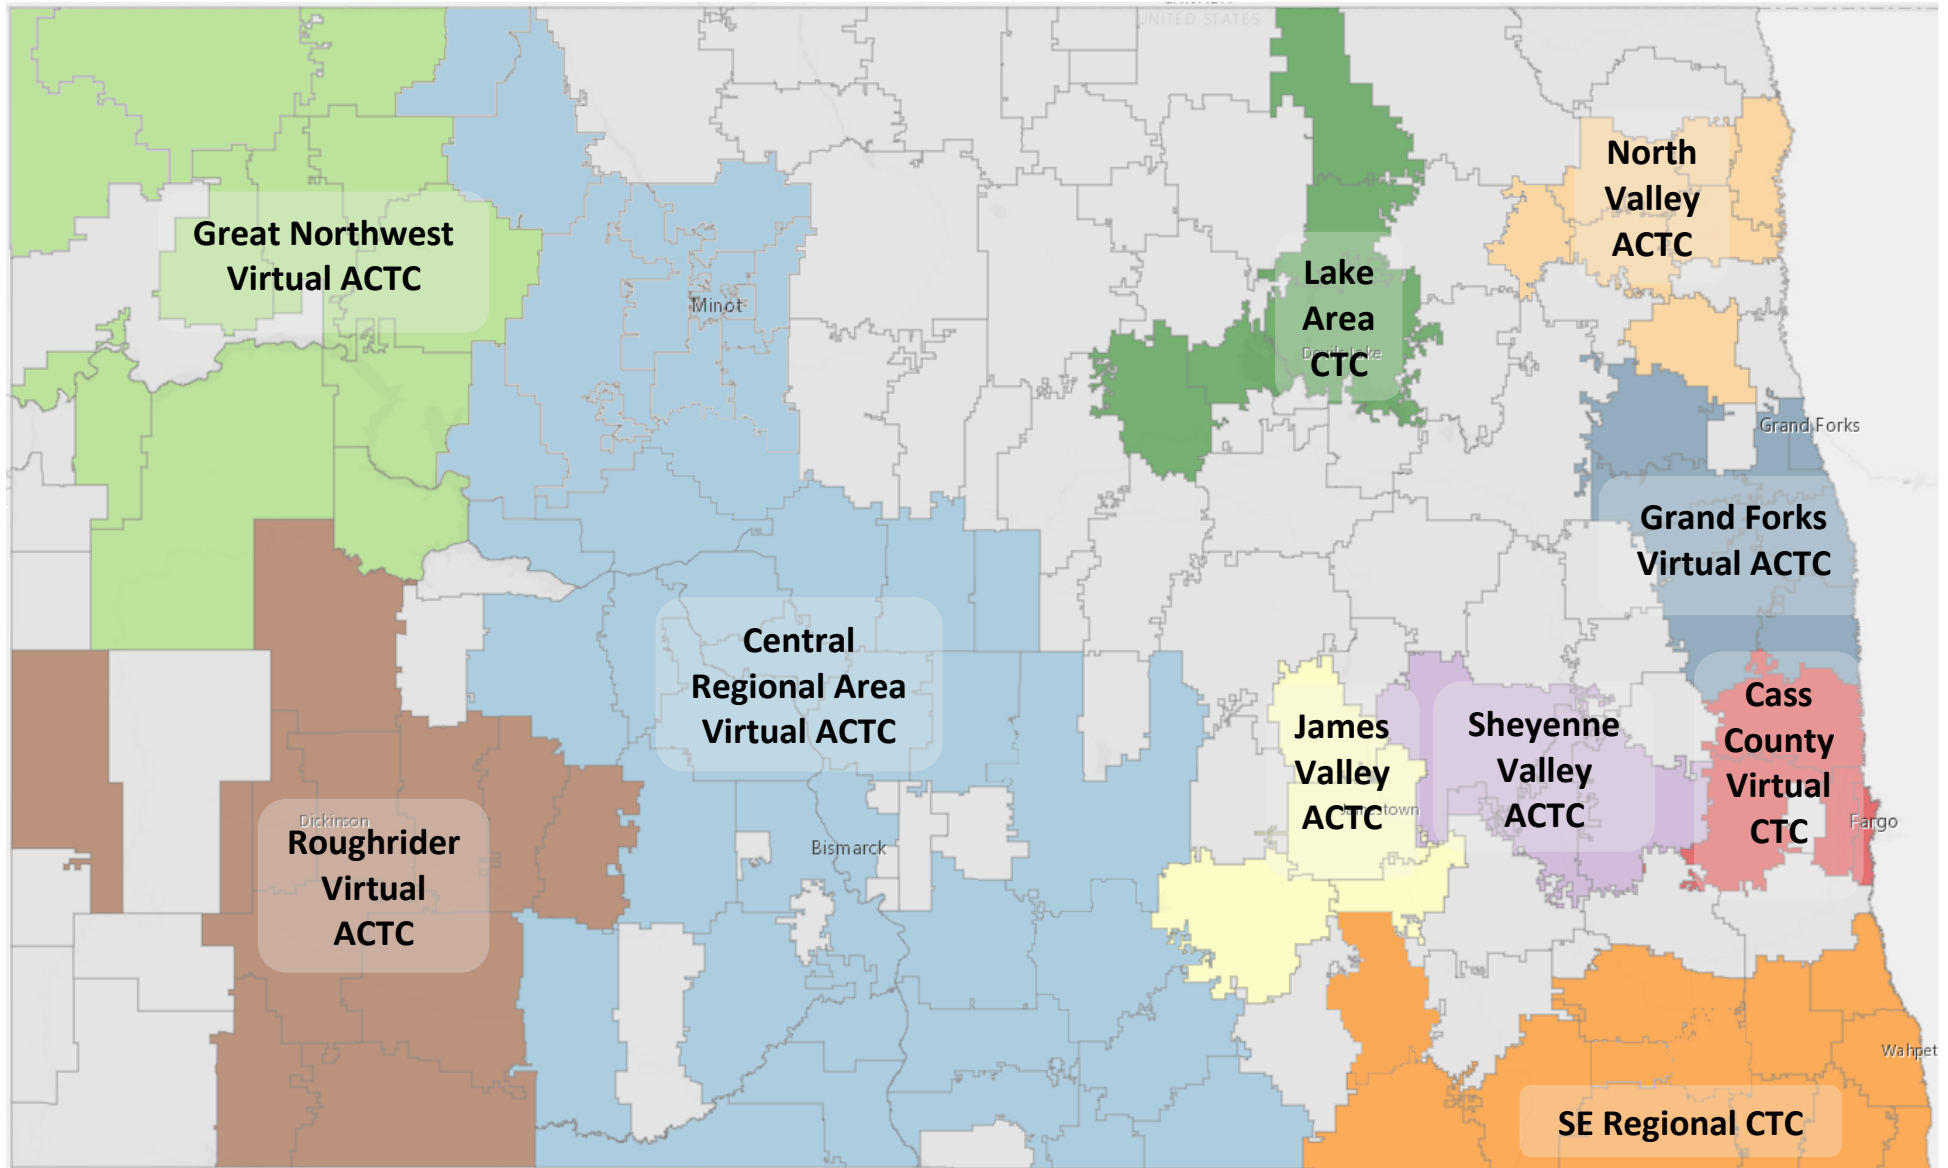 UNITED STATES
North
Valley
ACTC
Great Northwest
Virtual ACTC
Lake
Area
CTC
Minot
Grand Forks
Grand Forks
Virtual ACTC
Central
Regional Area
Virtual ACTC
James
Valley
ACTC
Sheyenne
Valley
ACTC
Cass
County
Virtual
CTC
Fargo
Dickinson
Roughrider
Virtual
ACTC
Bismarck
Wahpet
SE Regional CTC